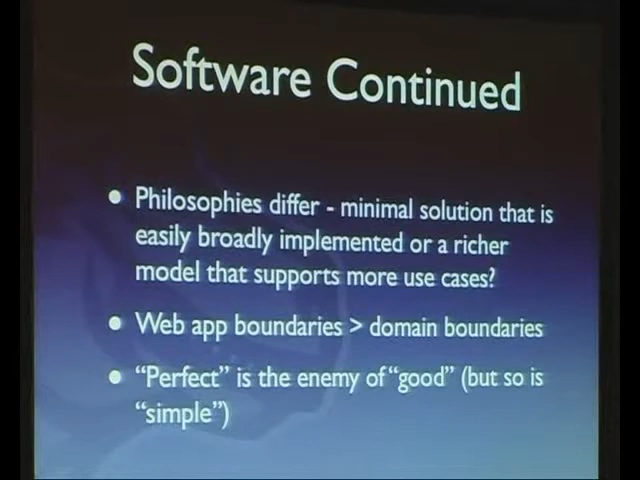 Software Continued
• Philosophies differ - minimal solution that is
easily broadly implemented or a richer
model that supports more use cases?
• Web app boundaries > domain boundaries
• “Perfect” is the enemy of “good” (but so is
“simple”)